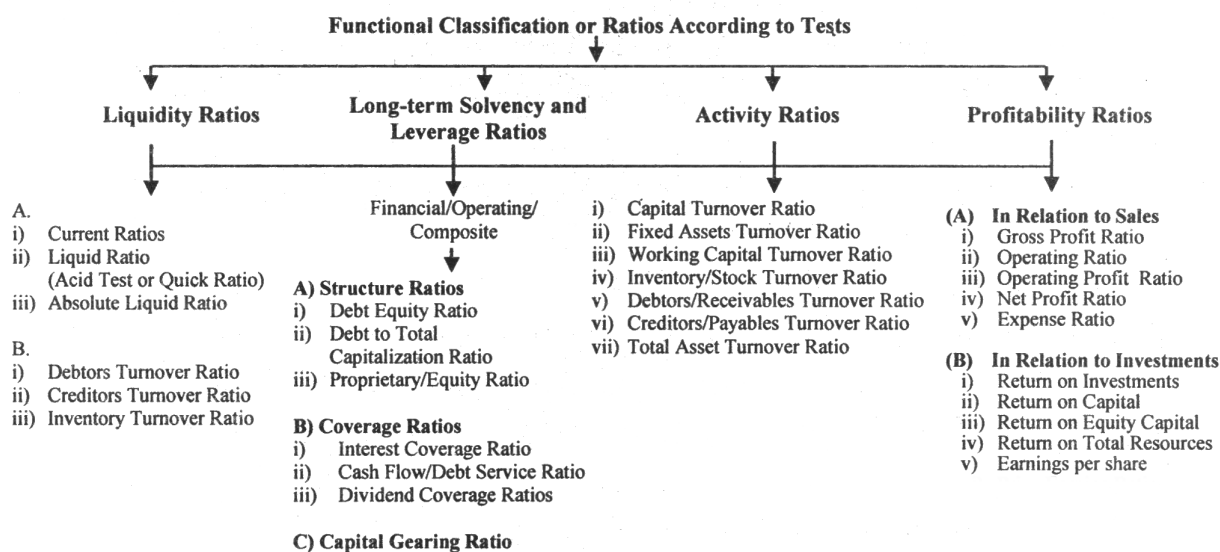 Functional Classification or Ratios According to Tests
Liquidity Ratios
Long-term Solvency and
Leverage Ratios
Activity Ratios
Profitability Ratios
A.
i) Current Ratios
ii) Liquid Ratio
(Acid Test or Quick Ratio)
iii) Absolute Liquid Ratio
B.
i) Debtors Turnover Ratio
ii) Creditors Turnover Ratio
iii) Inventory Turnover Ratio
Financial/Operating/
Composite
A) Structure Ratios
i) Debt Equity Ratio
ii) Debt to Total
Capitalization Ratio
iii) Proprietary/Equity Ratio
B) Coverage Ratios
i) Interest Coverage Ratio
ii) Cash Flow/Debt Service Ratio
iii) Dividend Coverage Ratios
C) Capital Gearing Ratio
i) Capital Turnover Ratio
ii) Fixed Assets Turnover Ratio
iii) Working Capital Turnover Ratio
iv) Inventory/Stock Turnover Ratio
v) Debtors/Receivables Turnover Ratio
vi) Creditors/Payables Turnover Ratio
vii) Total Asset Turnover Ratio
(A) In Relation to Sales
i) Gross Profit Ratio
ii) Operating Ratio
iii) Operating Profit Ratio
iv) Net Profit Ratio
v) Expense Ratio
(B) In Relation to Investments
i) Return on Investments
ii) Return on Capital
iii) Return on Equity Capital
iv) Return on Total Resources
v) Earnings per share